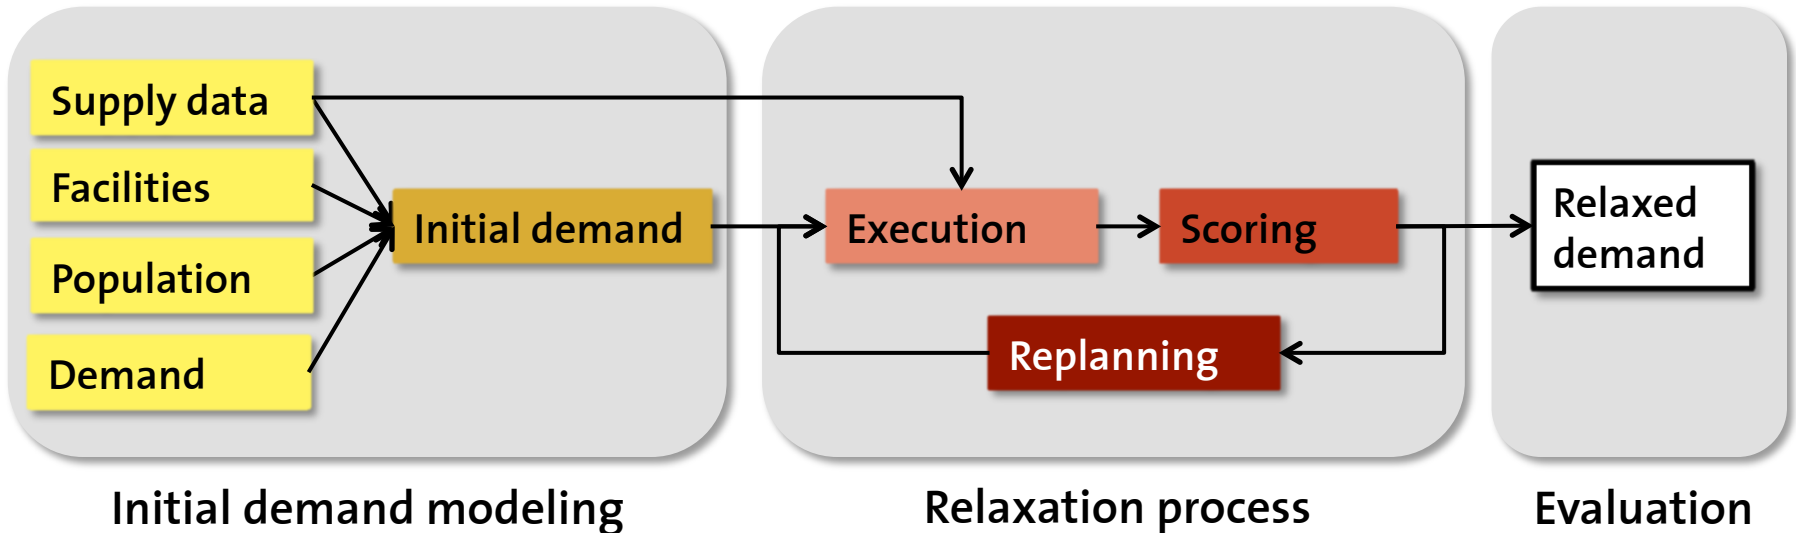 Supply data
Facilities
Population
Demand
Initial demand
Execution
Scoring
Replanning
Relaxed
demand
Initial demand modeling
Relaxation process
Evaluation